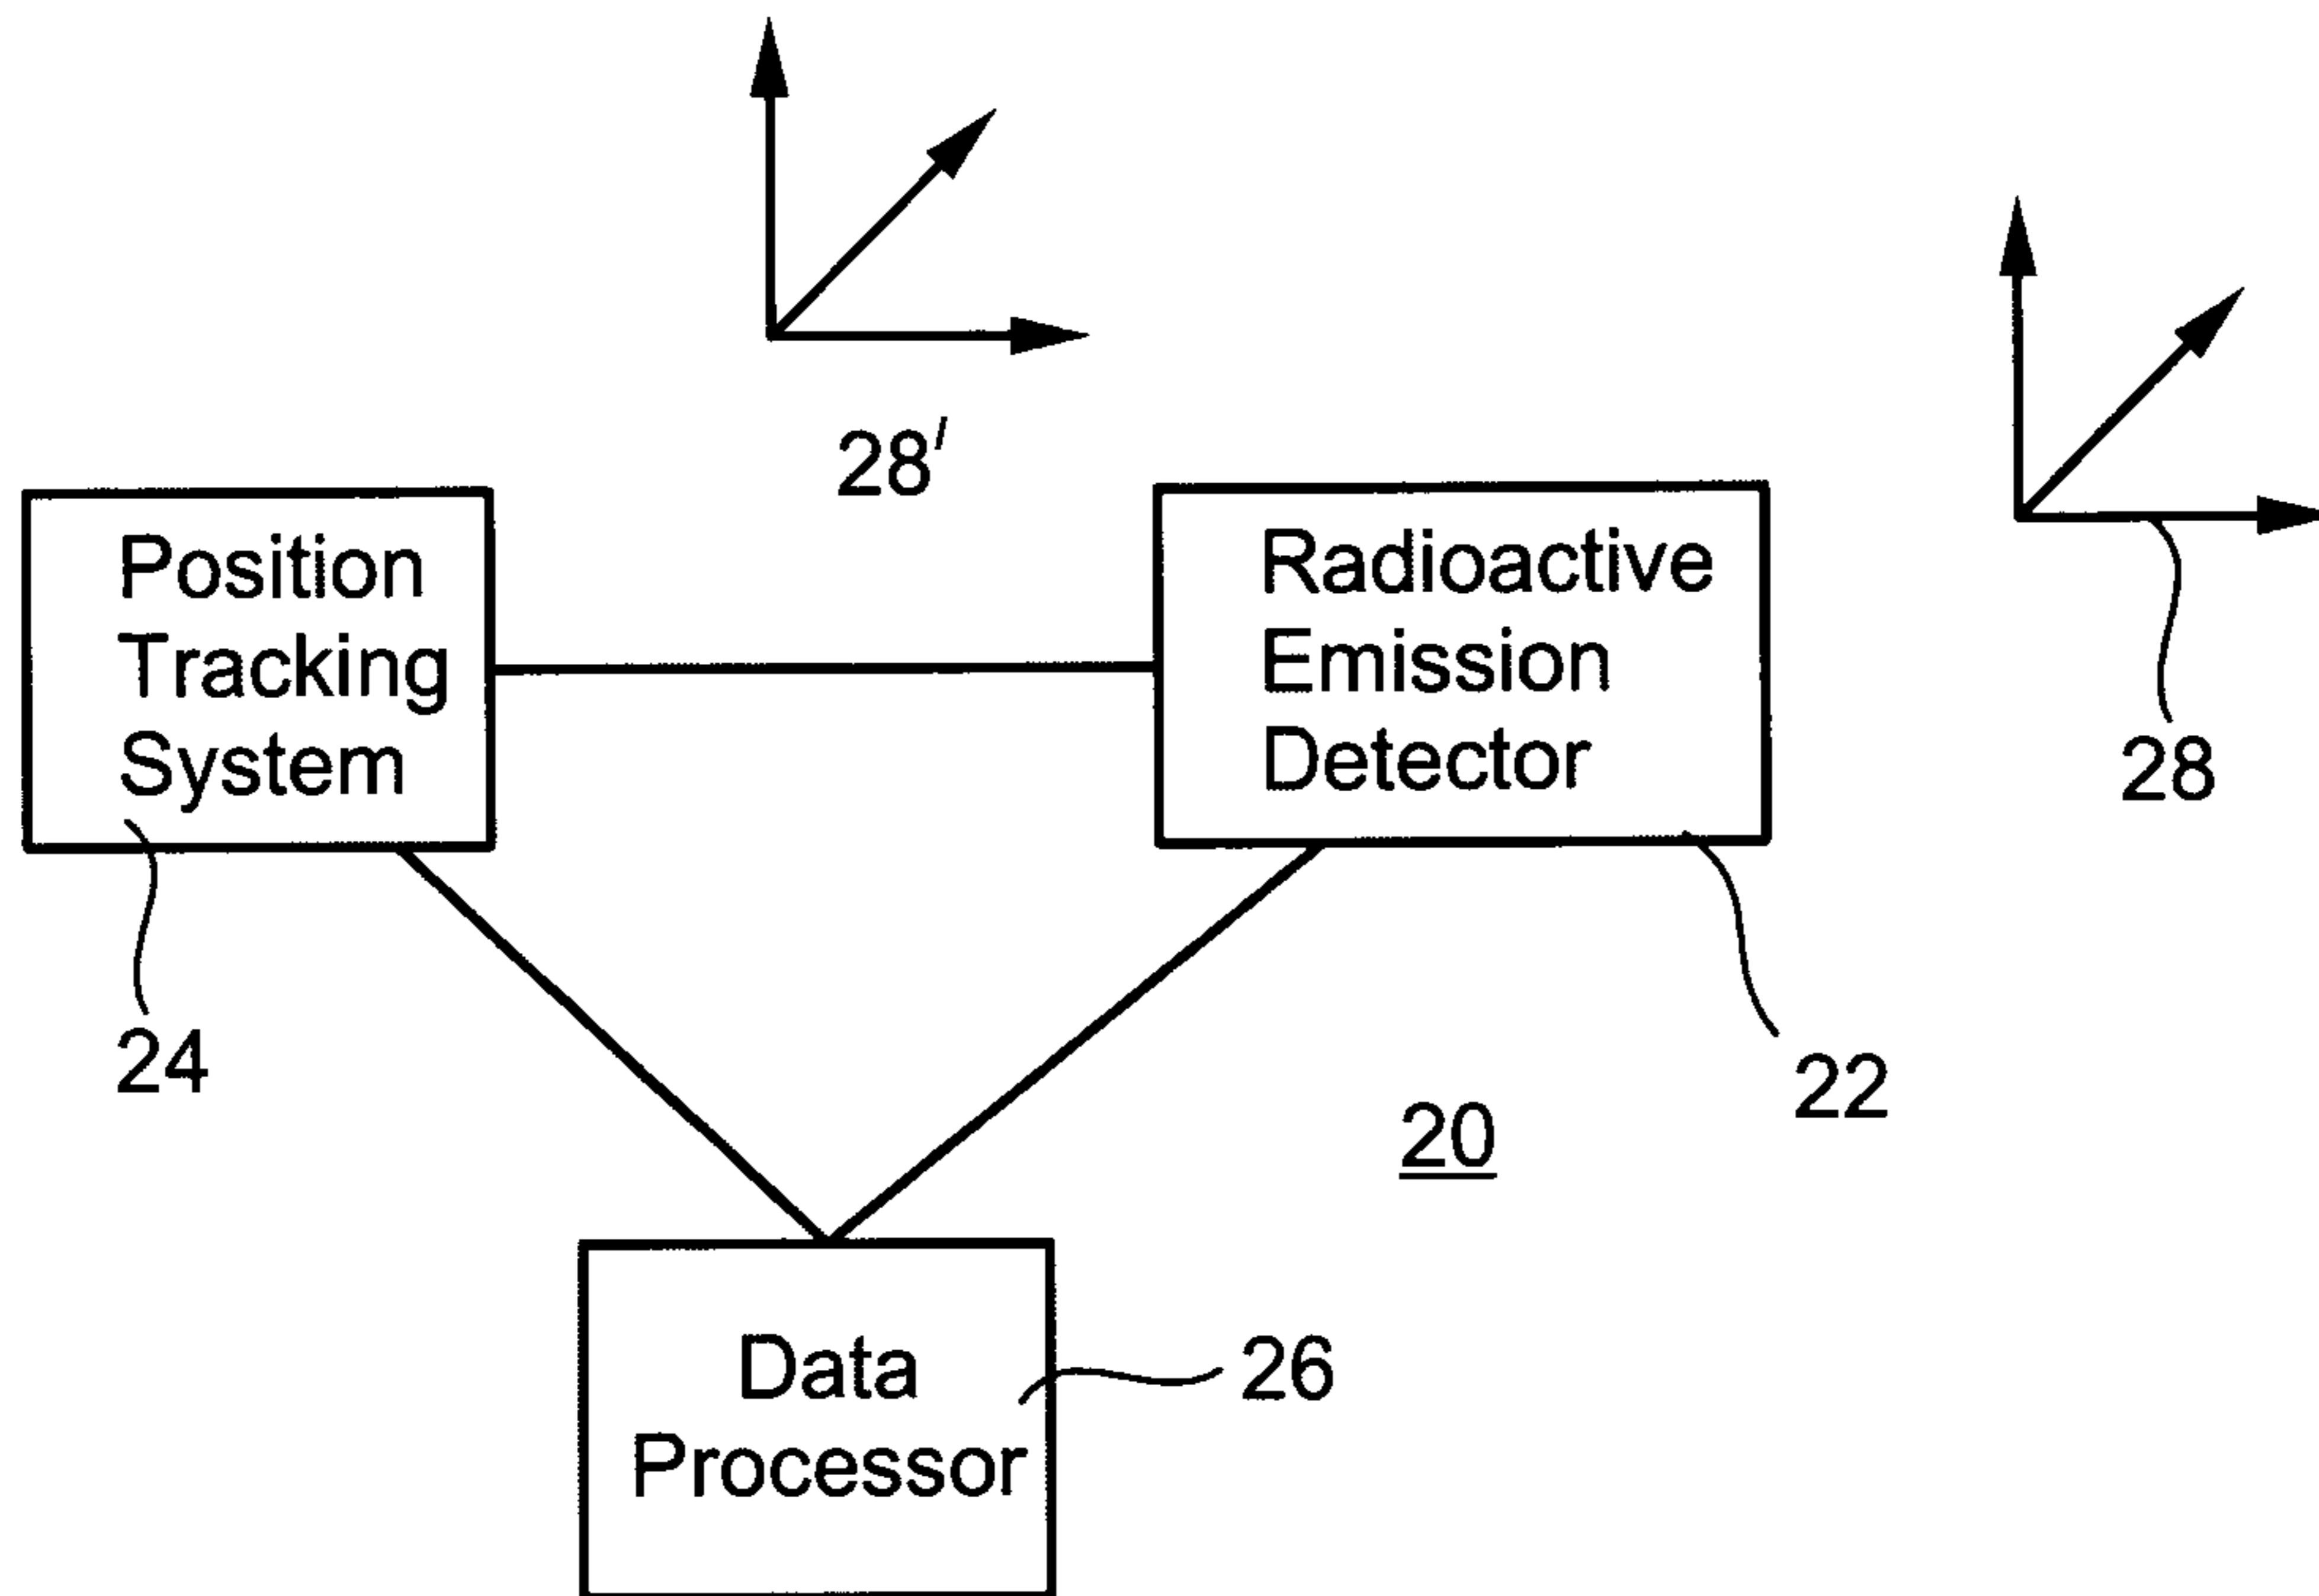 28'
Position
Tracking
System
Radioactive
Emission
Detector
28
24
22
20
Data
Processor
26